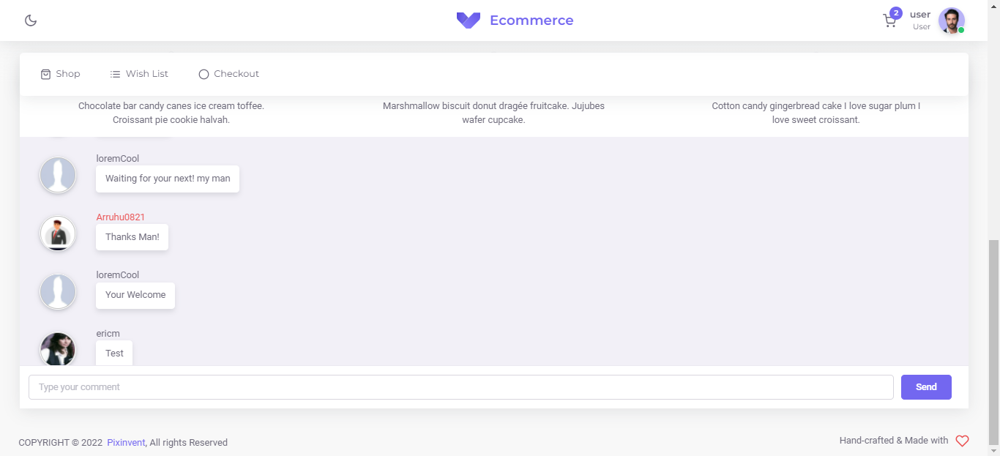 Ecommerce
2
user
User
Shop
Wish List
Checkout
Chocolate bar candy canes ice cream toffee.
Croissant pie cookie halvah.
Marshmallow biscuit donut dragée fruitcake. Jujubes
wafer cupcake.
Cotton candy gingerbread cake I love sugar plum I
love sweet croissant.
loremCool
Waiting for your next! my man
Arruhu0821
Thanks Man!
loremCool
Your Welcome
ericm
Test
Type your comment
Send
COPYRIGHT © 2022 Pixinvent, All rights Reserved
Hand-crafted & Made with